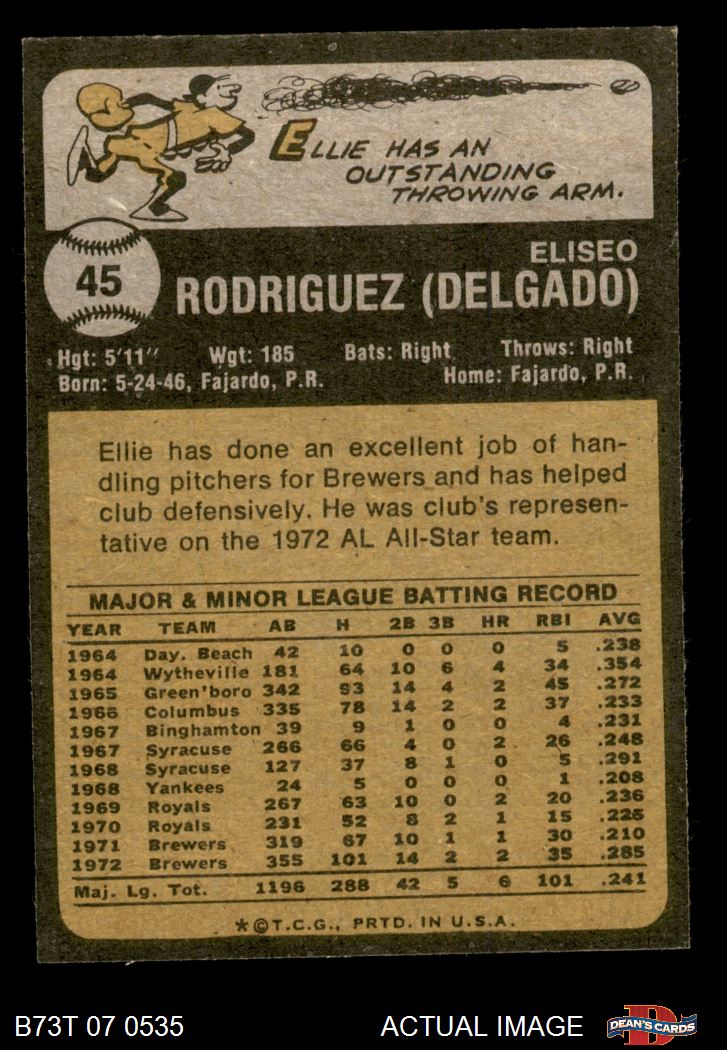 ELLIE HAS AN
OUTSTANDING
THROWING ARM.
45
ELISEO
RODRIGUEZ (DELGADO)
Hgt: 5'11" Wgt: 185 Bats: Right Throws: Right
Born: 5-24-46, Fajardo, P.R. Home: Fajardo, P.R.
Ellie has done an excellent job of han-
dling pitchers for Brewers and has helped
club defensively. He was club's represen-
tative on the 1972 AL All-Star team.
MAJOR & MINOR LEAGUE BATTING RECORD
YEAR TEAM AB H 2B 3B HR RBI AVG
1964 Day. Beach 42 10 0 0 0 5 .238
1964 Wytheville 181 64 10 6 4 34 .354
1965 Green'boro 342 93 14 4 2 45 .272
1966 Columbus 335 78 14 2 2 37 .233
1967 Binghamton 39 9 1 0 0 4 .231
1967 Syracuse 266 66 4 0 2 26 .248
1968 Syracuse 127 37 8 1 0 5 .291
1968 Yankees 24 5 0 0 0 1 .208
1969 Royals 267 63 10 0 2 20 .236
1970 Royals 231 52 8 2 1 15 .225
1971 Brewers 319 67 10 1 1 30 .210
1972 Brewers 355 101 14 2 2 35 .285
Maj. Lg. Tot. 1196 288 42 5 6 101 .241
*©T.C.G., PRTD. IN U.S.A.
B73T 07 0535 ACTUAL IMAGE DEAN'S CARDS